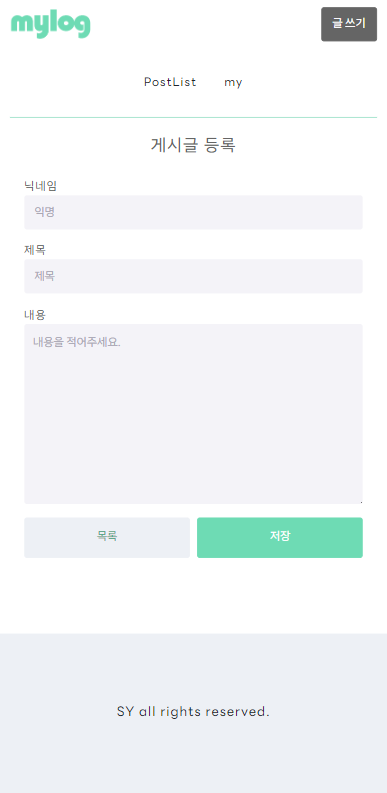 mylog
글 쓰기
PostList my
게시글 등록
닉네임
익명
제목
제목
내용
내용을 적어주세요.
목록
저장
SY all rights reserved.